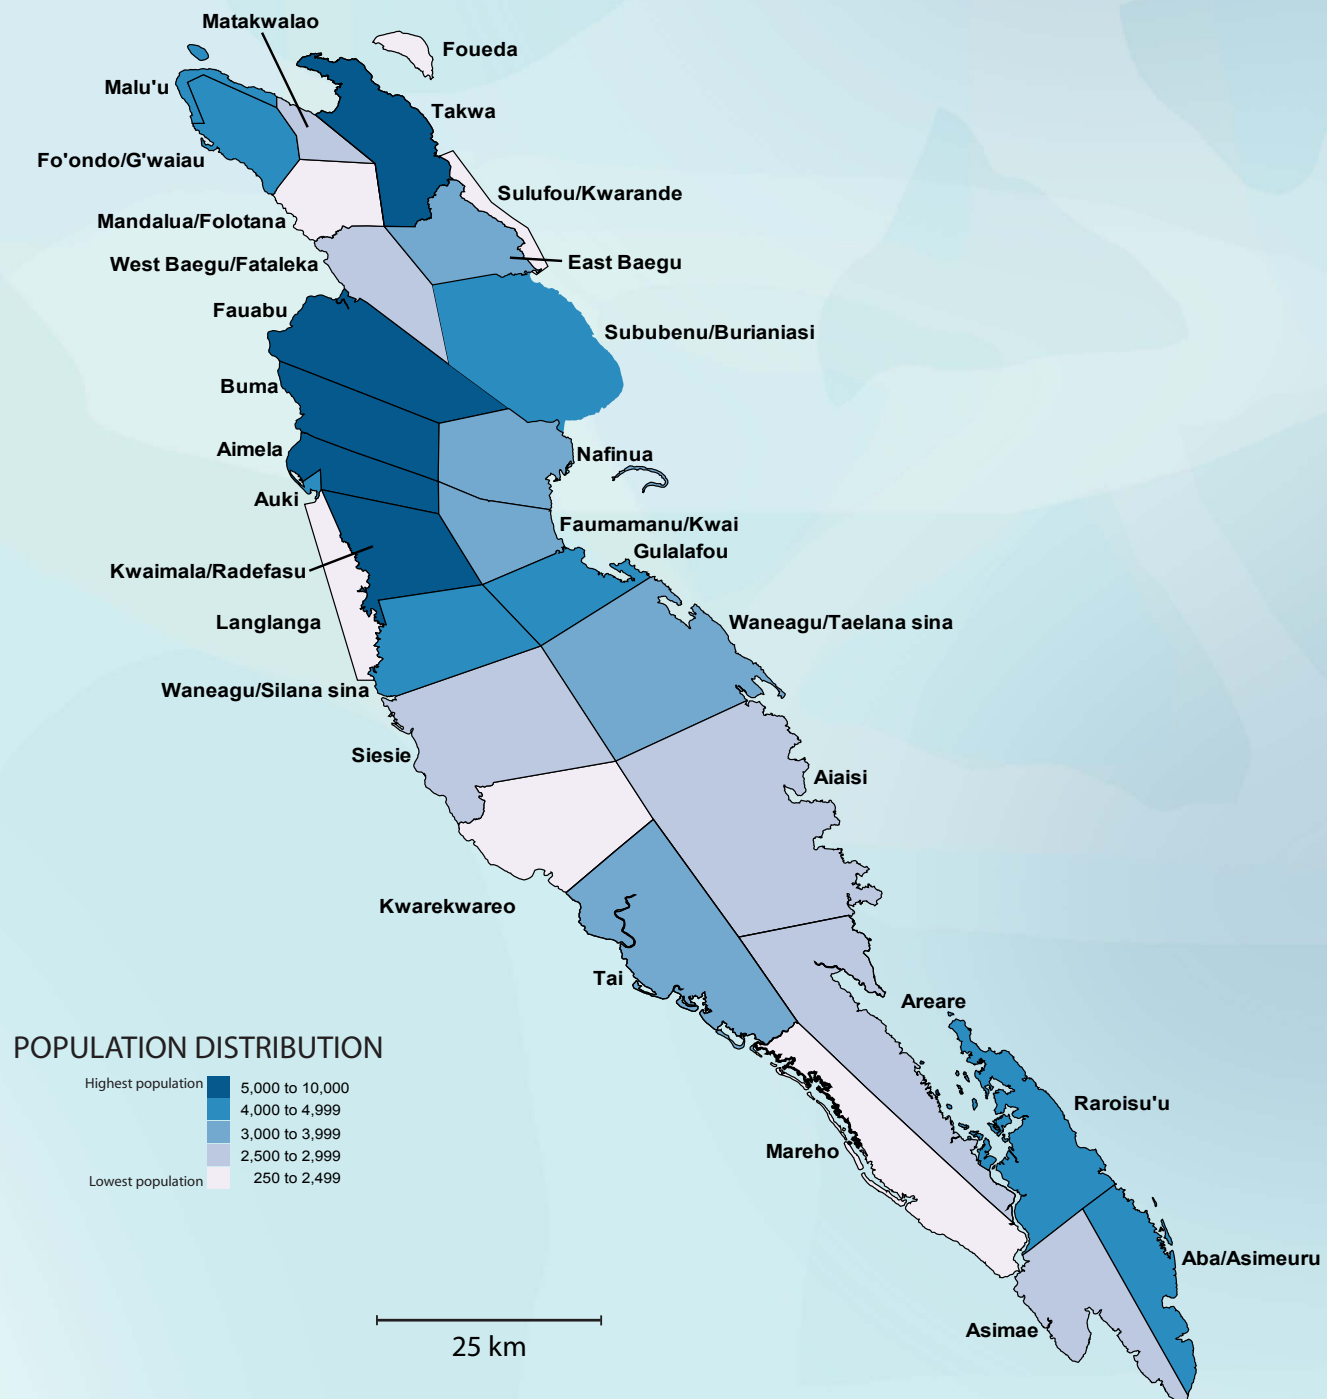 Matakwalao
Foueda
Malu'u
Takwa
Fo'ondo/G'waiau
Sulufou/Kwarande
Mandalua/Folotana
West Baegu/Fataleka
East Baegu
Fauabu
Sububenu/Burianiasi
Buma
Aimela
Nafinua
Auki
Faumamanu/Kwai
Gulalafou
Kwaimala/Radefasu
Langlanga
Waneagu/Taelana sina
Waneagu/Silana sina
Siesie
Aiaisi
Kwarekwareo
Tai
Areare
POPULATION DISTRIBUTION
Highest population
5,000 to 10,000
4,000 to 4,999
3,000 to 3,999
2,500 to 2,999
Lowest population
250 to 2,499
Raroisu'u
Mareho
Aba/Asimeuru
Asimae
25 km